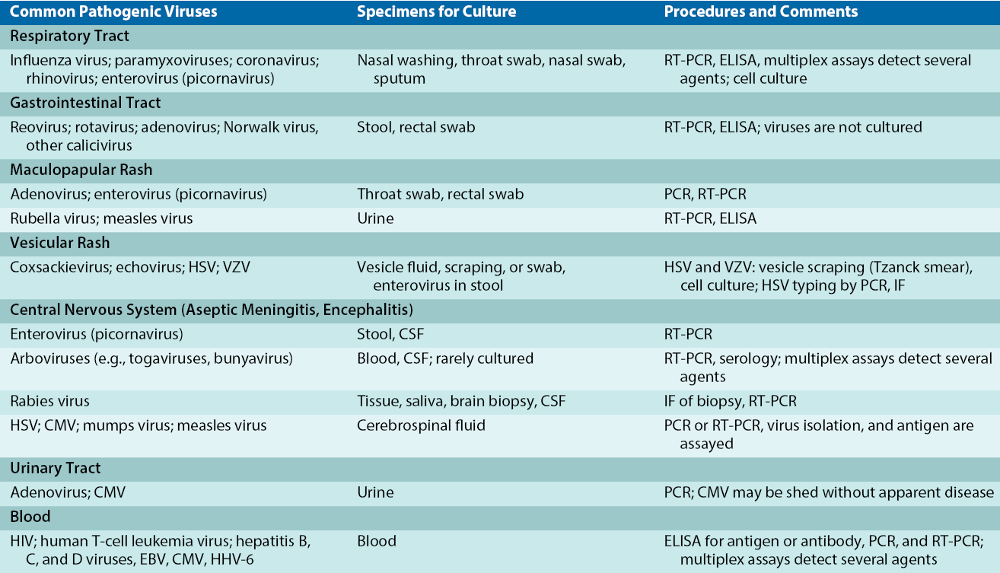 Common Pathogenic Viruses Specimens for Culture Procedures and Comments
Respiratory Tract
Influenza virus; paramyxoviruses; coronavirus; Nasal washing, throat swab, nasal swab, RT-PCR, ELISA, multiplex assays detect several
rhinovirus; enterovirus (picornavirus) sputum agents; cell culture
Gastrointestinal Tract
Reovirus; rotavirus; adenovirus; Norwalk virus, Stool, rectal swab RT-PCR, ELISA; viruses are not cultured
other calicivirus
Maculopapular Rash
Adenovirus; enterovirus (picornavirus) Throat swab, rectal swab PCR, RT-PCR
Rubella virus; measles virus Urine RT-PCR, ELISA
Vesicular Rash
Coxsackievirus; echovirus; HSV; VZV Vesicle fluid, scraping, or swab, HSV and VZV: vesicle scraping (Tzanck smear),
enterovirus in stool cell culture; HSV typing by PCR, IF
Central Nervous System (Aseptic Meningitis, Encephalitis)
Enterovirus (picornavirus) Stool, CSF RT-PCR
Arboviruses (e.g., togaviruses, bunyavirus) Blood, CSF; rarely cultured RT-PCR, serology; multiplex assays detect several
agents
Rabies virus Tissue, saliva, brain biopsy, CSF IF of biopsy, RT-PCR
HSV; CMV; mumps virus; measles virus Cerebrospinal fluid PCR or RT-PCR, virus isolation, and antigen are
assayed
Urinary Tract
Adenovirus; CMV Urine PCR; CMV may be shed without apparent disease
Blood
HIV; human T-cell leukemia virus; hepatitis B, Blood ELISA for antigen or antibody, PCR, and RT-PCR;
C, and D viruses, EBV, CMV, HHV-6 multiplex assays detect several agents